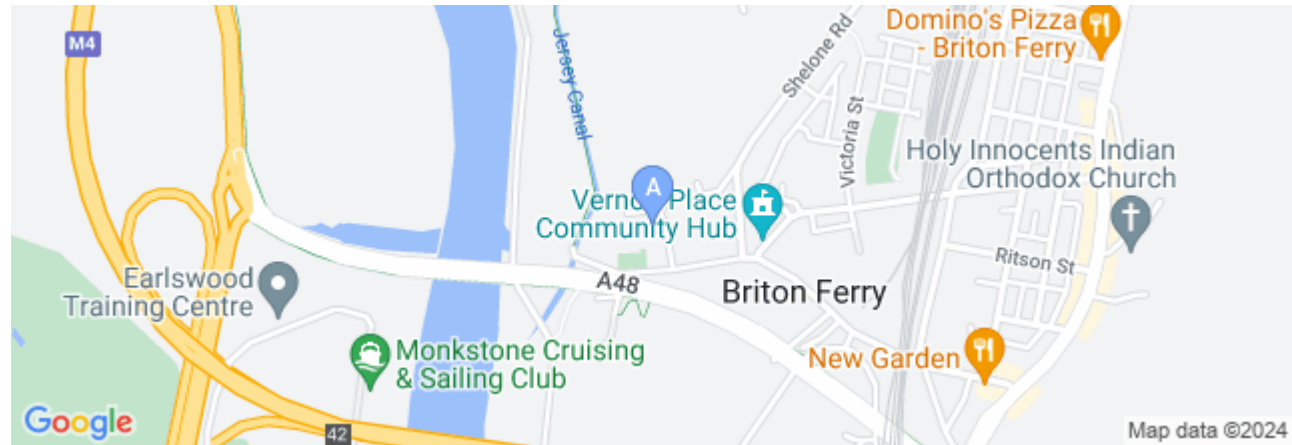 M4
Jersey Canal
Shelone Rd
Domino's Pizza
- Briton Ferry
Victoria St
Holy Innocents Indian
Orthodox Church
A
Place
Community Hub
Ritson St
Earlswood
Training Centre
A48
Briton Ferry
Monkstone Cruising
& Sailing Club
New Garden
42
Google
Map data ©2024